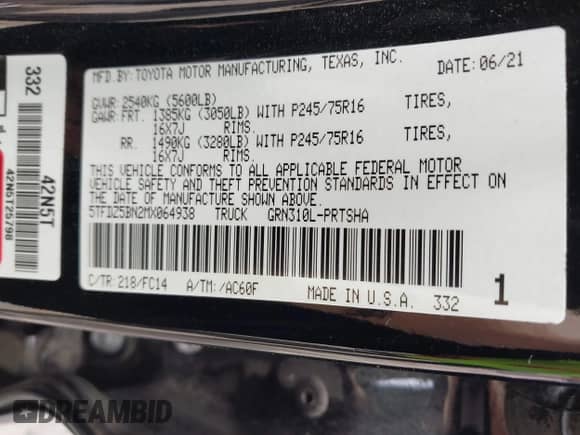 MFD.BY:TOYOTA MOTOR MANUFACTURING, TEXAS, INC.
DATE: 06/21
GVWR:2540KG (5600LB)
GAWR:FRT. 1385KG (3050LB) WITH P245/75R16 TIRES,
16X7J RIMS.
RR. 1490KG (3280LB) WITH P245/75R16 TIRES,
16X7J RIMS.
THIS VEHICLE CONFORMS TO ALL APPLICABLE FEDERAL MOTOR
VEHICLE SAFETY AND THEFT PREVENTION STANDARDS IN EFFECT ON
THE DATE OF MANUFACTURE SHOWN ABOVE.
5TFDZ5BN2MX064938 TRUCK GRN310L-PRTSHA
C/TR:218/FC14 A/TM:/AC60F MADE IN U.S.A. 332 1
332
42N5T
42N5T25798
DREAMBID